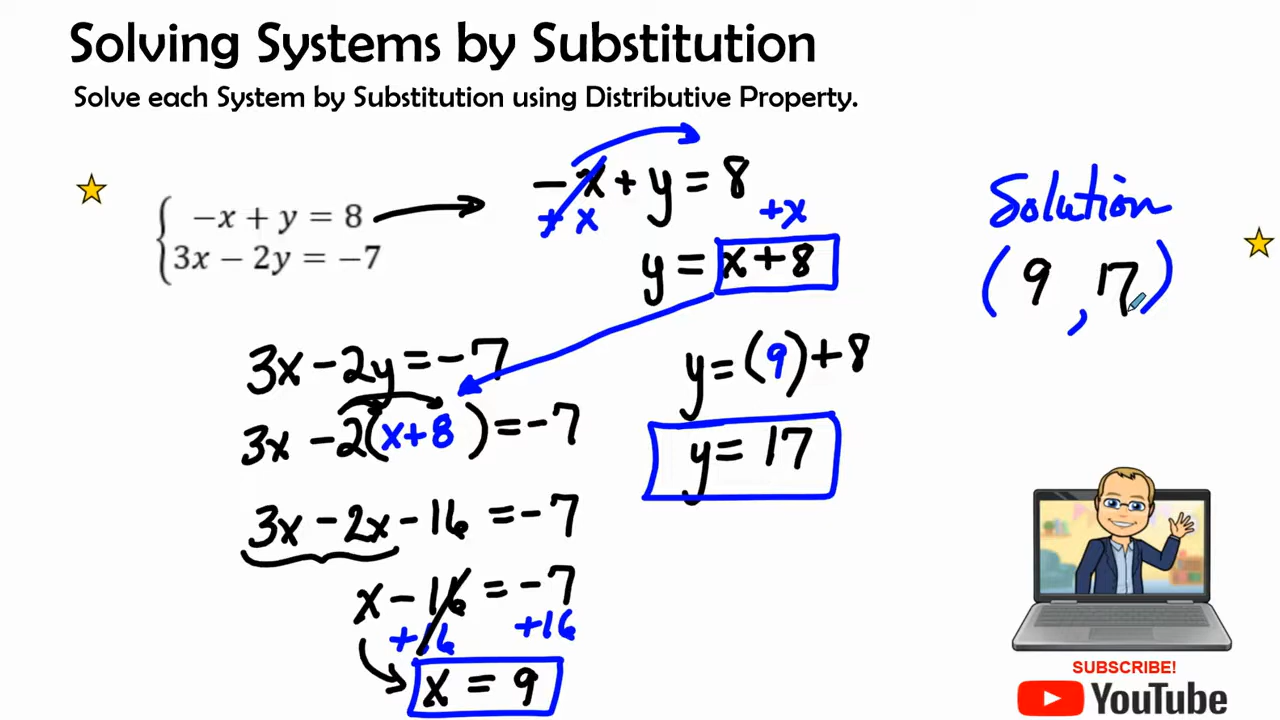 Solving Systems by Substitution
Solve each System by Substitution using Distributive Property.
−x + y = 8
3x − 2y = −7
−x + y = 8
+x +x
y = x+8
3x − 2y = −7
3x − 2(x+8) = −7
3x − 2x − 16 = −7
x − 16 = −7
+16 +16
x = 9
y = (9) + 8
y = 17
Solution
(9, 17)
SUBSCRIBE!
YouTube